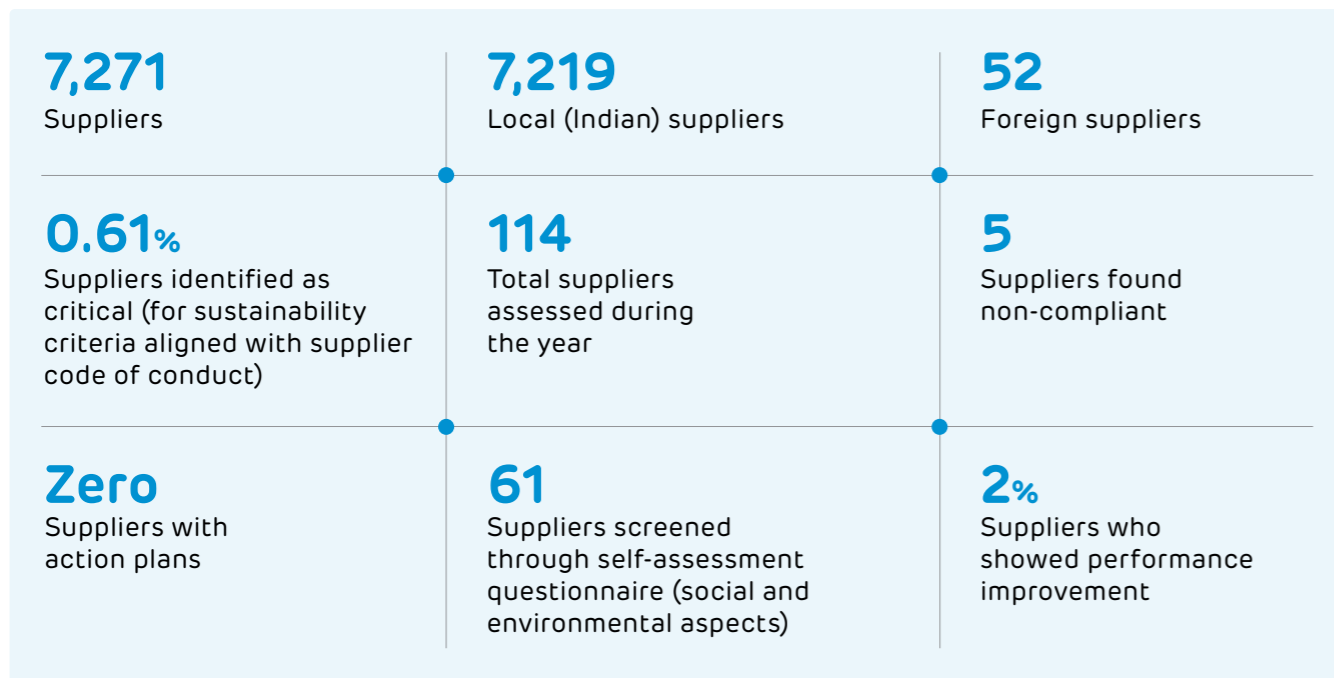 7,271
Suppliers
7,219
Local (Indian) suppliers
52
Foreign suppliers
0.61%
Suppliers identified as
critical (for sustainability
criteria aligned with supplier
code of conduct)
114
Total suppliers
assessed during
the year
5
Suppliers found
non-compliant
Zero
Suppliers with
action plans
61
Suppliers screened
through self-assessment
questionnaire (social and
environmental aspects)
2%
Suppliers who
showed performance
improvement